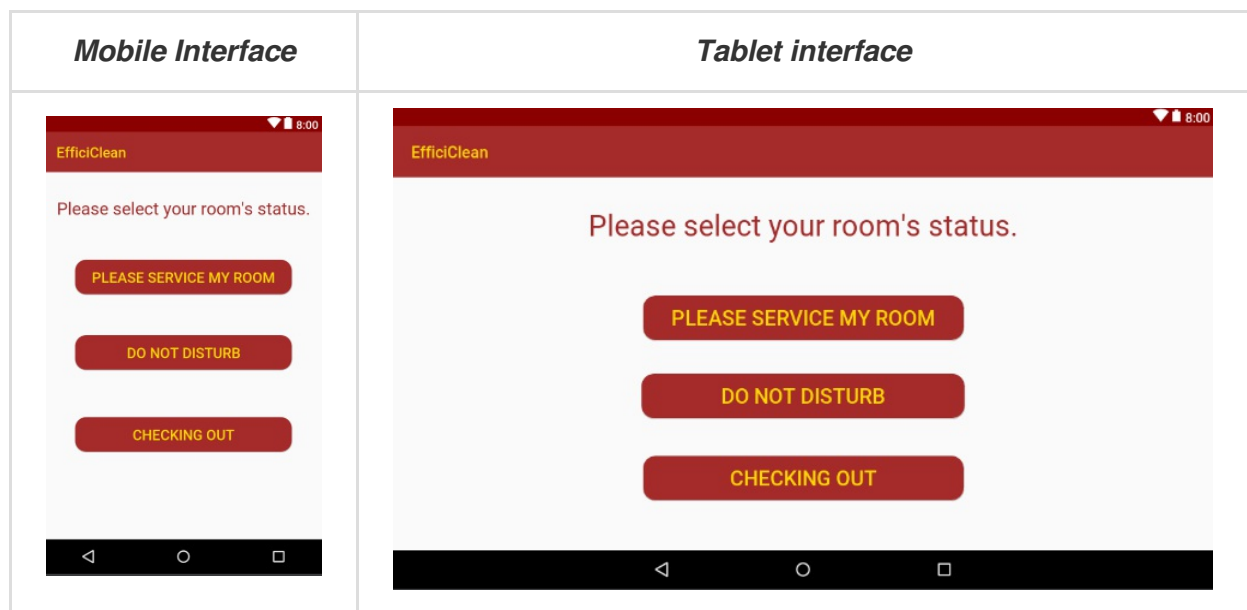 Mobile Interface
Tablet interface
8:00
EfficiClean
Please select your room's status.
PLEASE SERVICE MY ROOM
DO NOT DISTURB
CHECKING OUT
8:00
EfficiClean
Please select your room's status.
PLEASE SERVICE MY ROOM
DO NOT DISTURB
CHECKING OUT